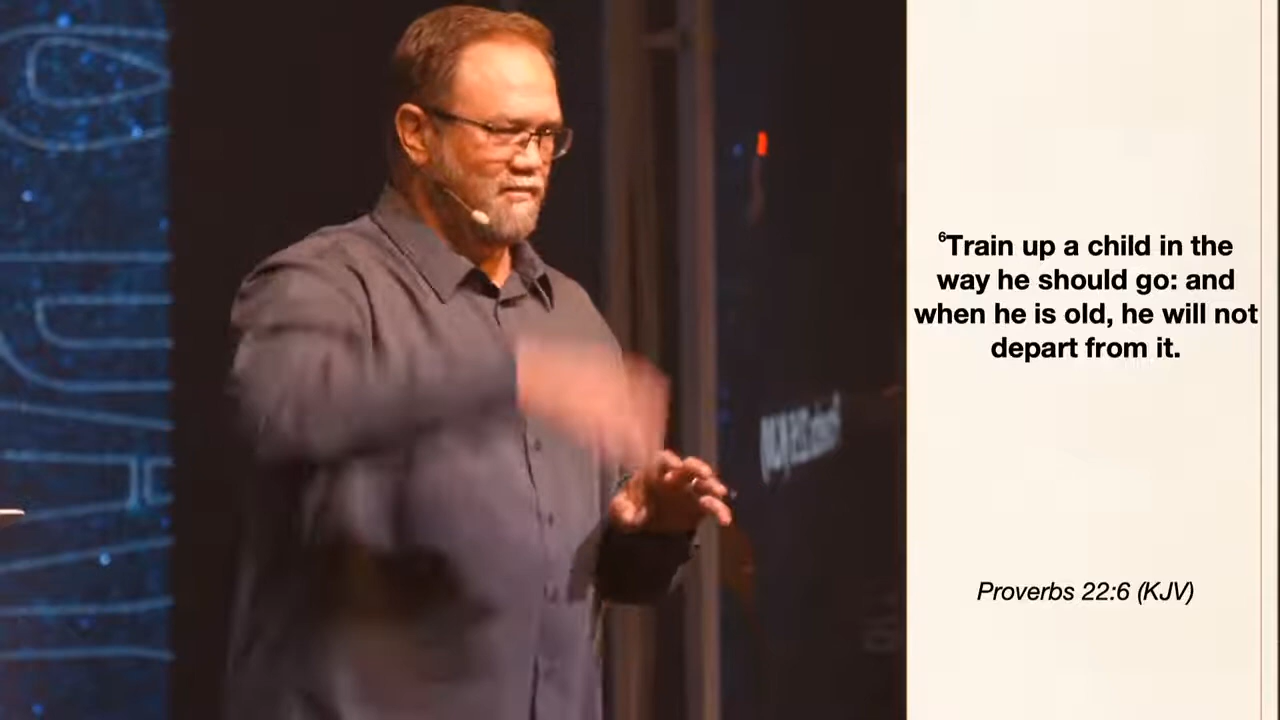 ⁶Train up a child in the
way he should go: and
when he is old, he will not
depart from it.
Proverbs 22:6 (KJV)